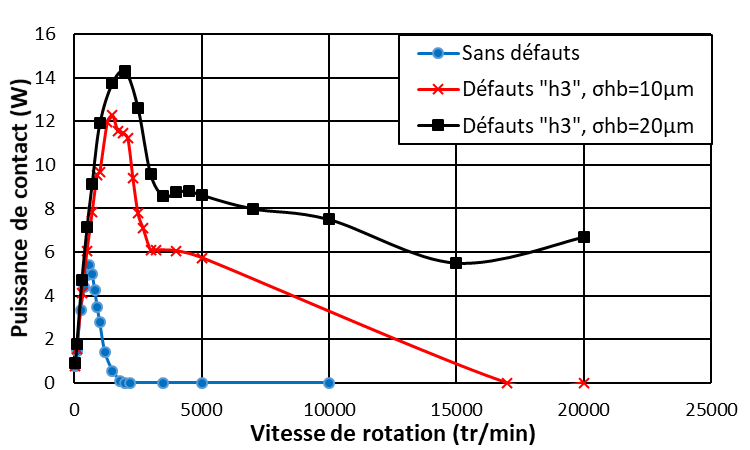 Puissance de contact (W)
16
14
12
10
8
6
4
2
0
Sans défauts
Défauts "h3", σhb=10µm
Défauts "h3", σhb=20µm
0 5000 10000 15000 20000 25000
Vitesse de rotation (tr/min)